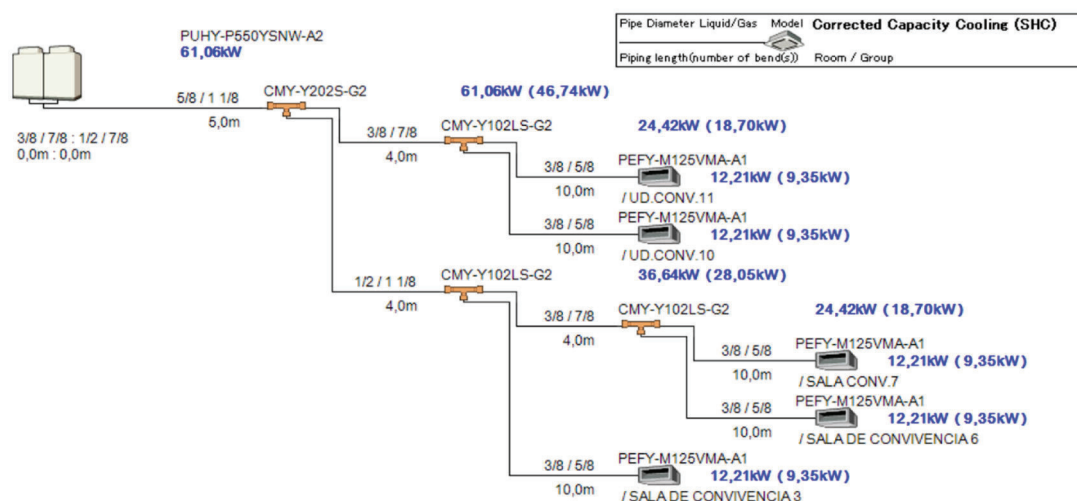 Pipe Diameter Liquid/Gas Model Corrected Capacity Cooling (SHC)
Piping length(number of bend(s)) Room / Group
PUHY-P550YSNW-A2
61,06kW
5/8 / 1 1/8
5,0m
3/8 / 7/8 : 1/2 / 7/8
0,0m : 0,0m
CMY-Y202S-G2
61,06kW (46,74kW)
3/8 / 7/8
4,0m
CMY-Y102LS-G2
24,42kW (18,70kW)
3/8 / 5/8
10,0m
PEFY-M125VMA-A1
12,21kW (9,35kW)
/ UD.CONV.11
3/8 / 5/8
10,0m
PEFY-M125VMA-A1
12,21kW (9,35kW)
/ UD.CONV.10
1/2 / 1 1/8
4,0m
CMY-Y102LS-G2
36,64kW (28,05kW)
3/8 / 7/8
4,0m
CMY-Y102LS-G2
24,42kW (18,70kW)
3/8 / 5/8
10,0m
PEFY-M125VMA-A1
12,21kW (9,35kW)
/ SALA CONV.7
3/8 / 5/8
10,0m
PEFY-M125VMA-A1
12,21kW (9,35kW)
/ SALA DE CONVIVENCIA 6
3/8 / 5/8
10,0m
PEFY-M125VMA-A1
12,21kW (9,35kW)
/ SALA DE CONVIVENCIA 3